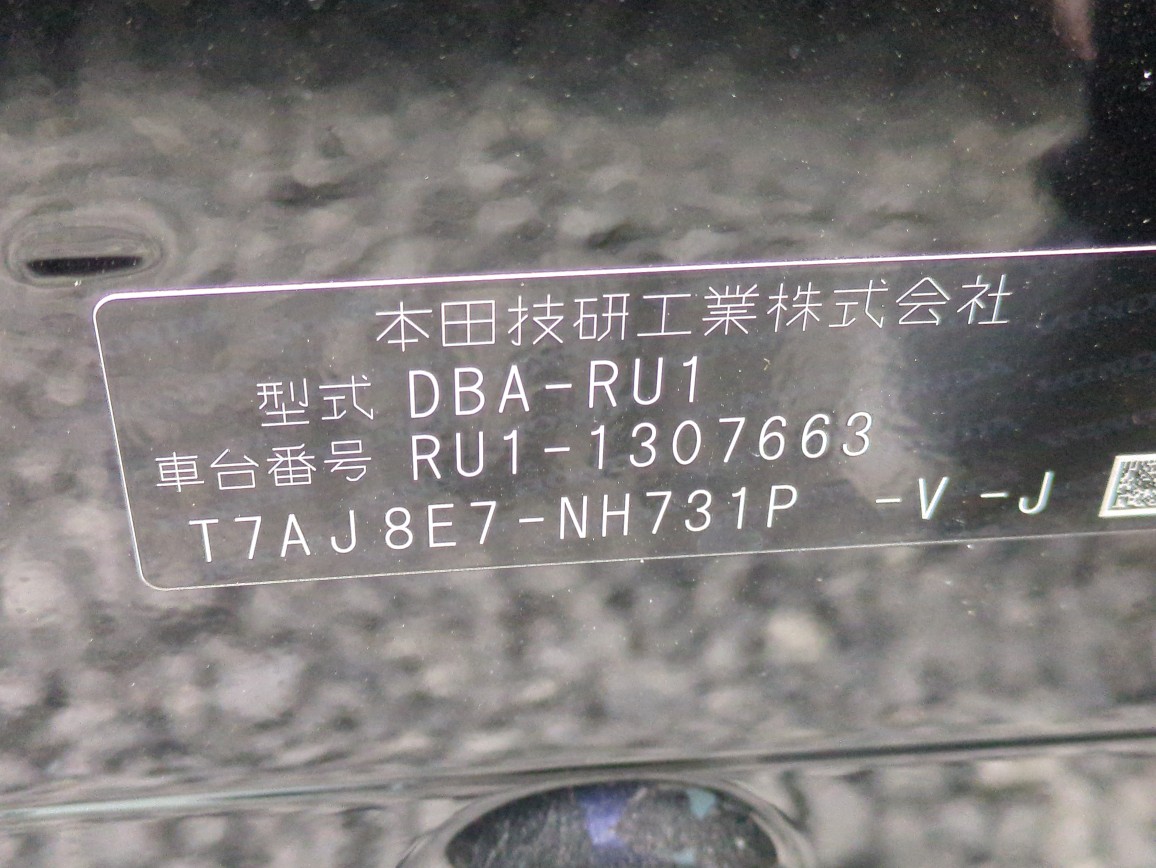 本田技研工業株式会社
型式 DBA-RU1
車台番号 RU1-1307663
T7AJ8E7-NH731P -V -J